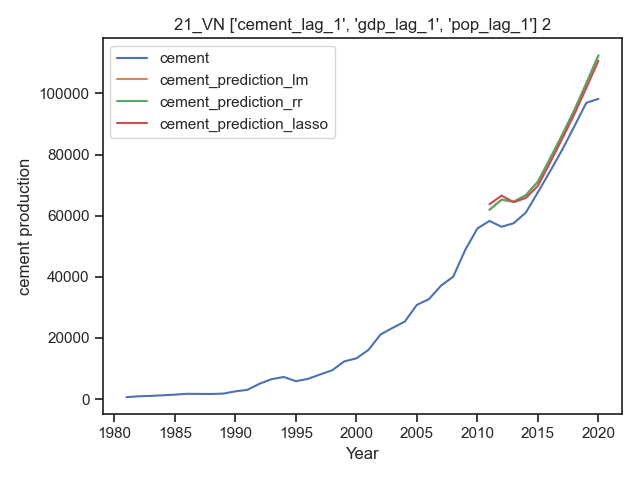 21_VN ['cement_lag_1', 'gdp_lag_1', 'pop_lag_1'] 2
cement
cement_prediction_lm
cement_prediction_rr
cement_prediction_lasso
cement production
100000
80000
60000
40000
20000
0
1980 1985 1990 1995 2000 2005 2010 2015 2020
Year